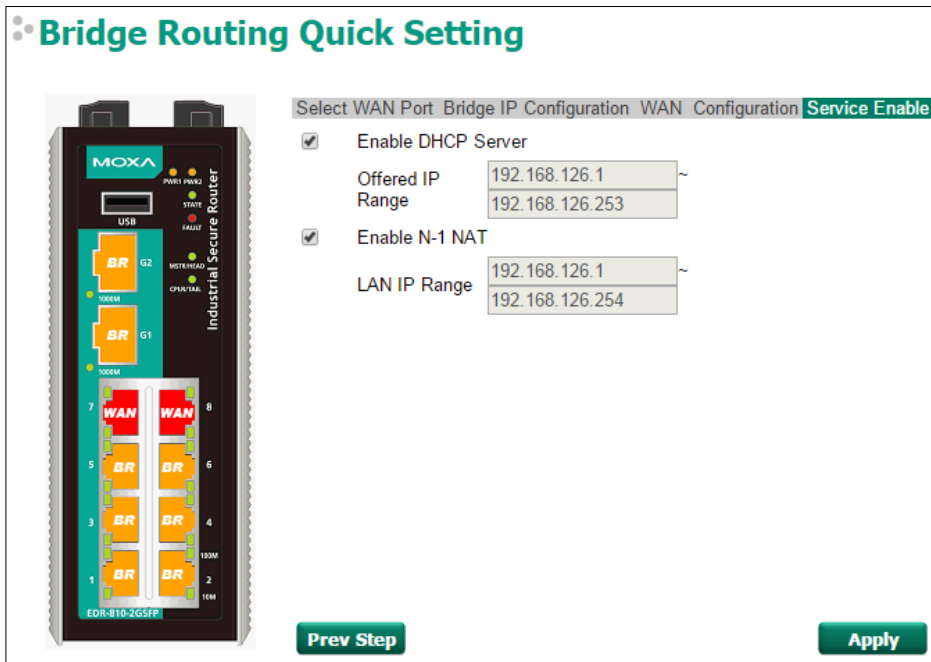 Bridge Routing Quick Setting
Select WAN Port Bridge IP Configuration WAN Configuration Service Enable
Enable DHCP Server
Offered IP Range
192.168.126.1 ~
192.168.126.253
Enable N-1 NAT
LAN IP Range
192.168.126.1 ~
192.168.126.254
MOXA
PWR1 PWR2
STATE
FAULT
USB
MSTR/HEAD
CPLR/TAIL
Industrial Secure Router
BR G2
1000M
BR G1
1000M
7 WAN WAN 8
5 BR BR 6
3 BR BR 4
100M
1 BR BR 2
10M
EDR-810-2GSFP
Prev Step
Apply